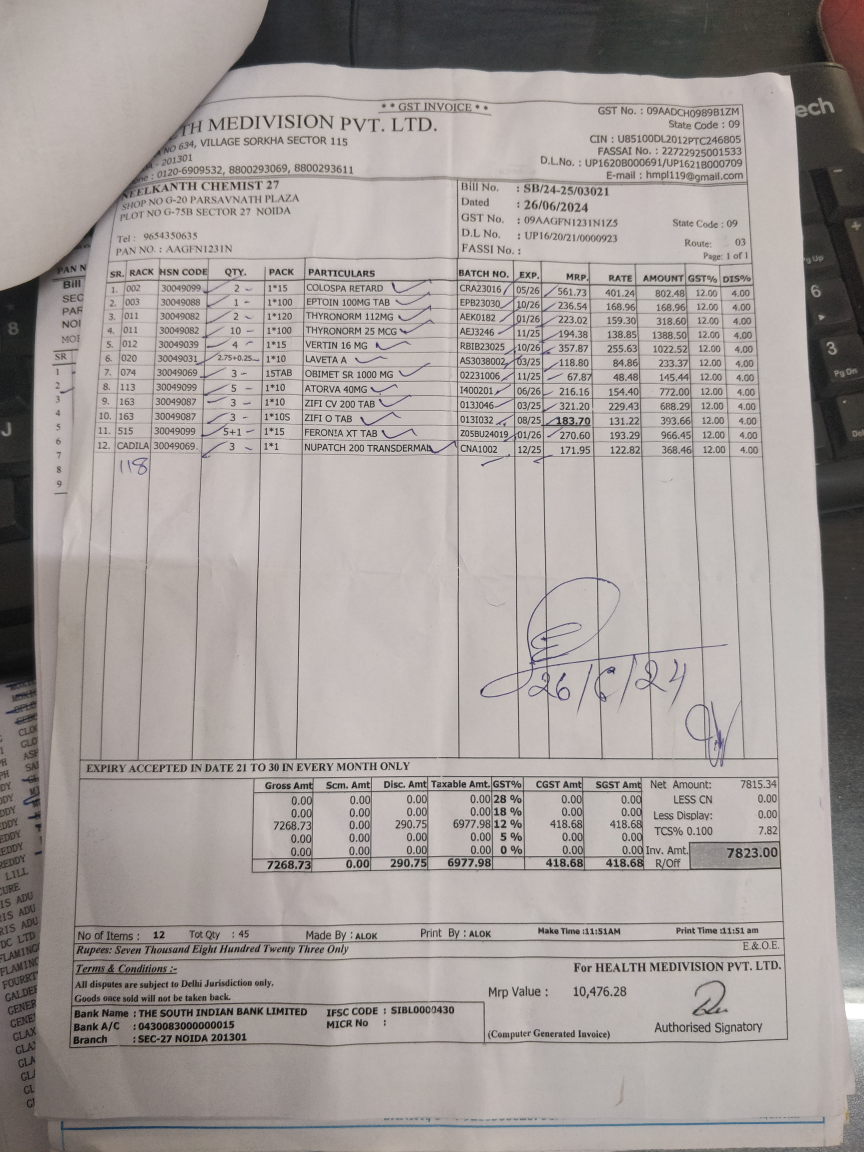 * * GST INVOICE * *
GST No. : 09AADCH0989B1ZM
State Code : 09
TH MEDIVISION PVT. LTD.
CIN : U85100DL2012PTC246805
NO 634, VILLAGE SORKHA SECTOR 115
FASSAI No. : 22722925001533
- 201301
D.L.No. : UP1620B000691/UP1621B000709
: 0120-6909532, 8800293069, 8800293611
E-mail : hmpl119@gmail.com
NEELKANTH CHEMIST 27
SHOP NO G-20 PARSAVNATH PLAZA
PLOT NO G-75B SECTOR 27 NOIDA
Tel : 9654350635
PAN NO. : AAGFN1231N
Bill No. : SB/24-25/03021
Dated : 26/06/2024
GST No. : 09AAGFN1231N1Z5 State Code : 09
D.L No. : UP16/20/21/0000923
FASSI No. : Route: 03
Page: 1 of 1
SR. RACK HSN CODE QTY. PACK PARTICULARS BATCH NO. EXP. MRP. RATE AMOUNT GST% DIS%
1. 002 30049099 2 1*15 COLOSPA RETARD CRA23016 05/26 561.73 401.24 802.48 12.00 4.00
2. 003 30049088 1 1*100 EPTOIN 100MG TAB EPB23030 10/26 236.54 168.96 168.96 12.00 4.00
3. 011 30049082 2 1*120 THYRONORM 112MG AEK0182 01/26 223.02 159.30 318.60 12.00 4.00
4. 011 30049082 10 1*100 THYRONORM 25 MCG AEJ3246 11/25 194.38 138.85 1388.50 12.00 4.00
5. 012 30049039 4 1*15 VERTIN 16 MG RBIB23025 10/26 357.87 255.63 1022.52 12.00 4.00
6. 020 30049031 2.75+0.25 1*10 LAVETA A AS3038002 03/25 118.80 84.86 233.37 12.00 4.00
7. 074 30049069 3 15TAB OBIMET SR 1000 MG 02231006 11/25 67.87 48.48 145.44 12.00 4.00
8. 113 30049099 5 1*10 ATORVA 40MG I400201 06/26 216.16 154.40 772.00 12.00 4.00
9. 163 30049087 3 1*10 ZIFI CV 200 TAB 013J046 03/25 321.20 229.43 688.29 12.00 4.00
10. 163 30049087 3 1*10S ZIFI O TAB 013I032 08/25 183.70 131.22 393.66 12.00 4.00
11. 515 30049099 5+1 1*15 FERONIA XT TAB Z05BU24019 01/26 270.60 193.29 966.45 12.00 4.00
12. CADILA 30049069 3 1*1 NUPATCH 200 TRANSDERMAL CNA1002 12/25 171.95 122.82 368.46 12.00 4.00
118
26/6/24
EXPIRY ACCEPTED IN DATE 21 TO 30 IN EVERY MONTH ONLY
Gross Amt Scm. Amt Disc. Amt Taxable Amt. GST% CGST Amt SGST Amt Net Amount: 7815.34
0.00 0.00 0.00 0.00 28 % 0.00 0.00 LESS CN 0.00
0.00 0.00 0.00 0.00 18 % 0.00 0.00 Less Display: 0.00
7268.73 0.00 290.75 6977.98 12 % 418.68 418.68 TCS% 0.100 7.82
0.00 0.00 0.00 0.00 5 % 0.00 0.00
0.00 0.00 0.00 0.00 0 % 0.00 0.00 Inv. Amt. 7823.00
7268.73 0.00 290.75 6977.98 418.68 418.68 R/Off
No of Items : 12 Tot Qty : 45 Made By : ALOK Print By : ALOK Make Time :11:51AM Print Time :11:51 am
Rupees: Seven Thousand Eight Hundred Twenty Three Only E.&O.E.
Terms & Conditions :-
All disputes are subject to Delhi Jurisdiction only.
Goods once sold will not be taken back.
For HEALTH MEDIVISION PVT. LTD.
Mrp Value : 10,476.28
Bank Name : THE SOUTH INDIAN BANK LIMITED IFSC CODE : SIBL0000430
Bank A/C : 0430083000000015 MICR No :
Branch : SEC-27 NOIDA 201301
(Computer Generated Invoice)
Authorised Signatory